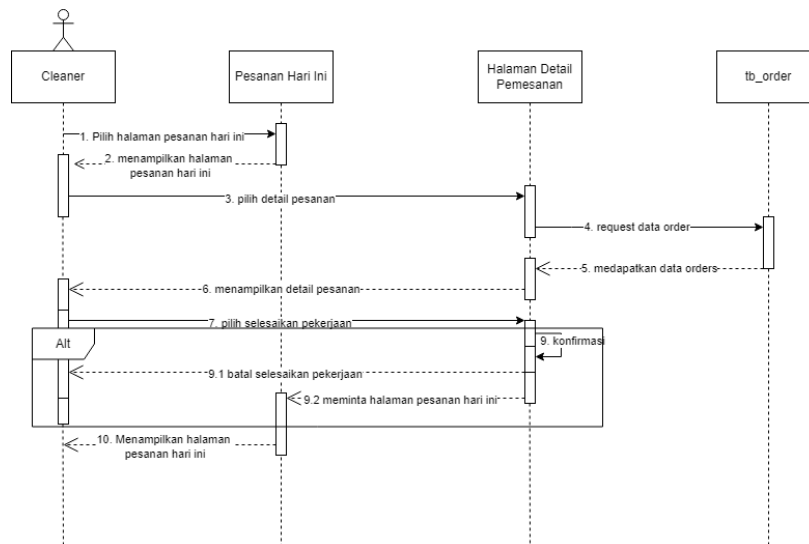 Cleaner
Pesanan Hari Ini
Halaman Detail
Pemesanan
tb_order
1. Pilih halaman pesanan hari ini
2. menampilkan halaman
pesanan hari ini
3. pilih detail pesanan
4. request data order
5. medapatkan data orders
6. menampilkan detail pesanan
7. pilih selesaikan pekerjaan
Alt
9. konfirmasi
9.1 batal selesaikan pekerjaan
9.2 meminta halaman pesanan hari ini
10. Menampilkan halaman
pesanan hari ini